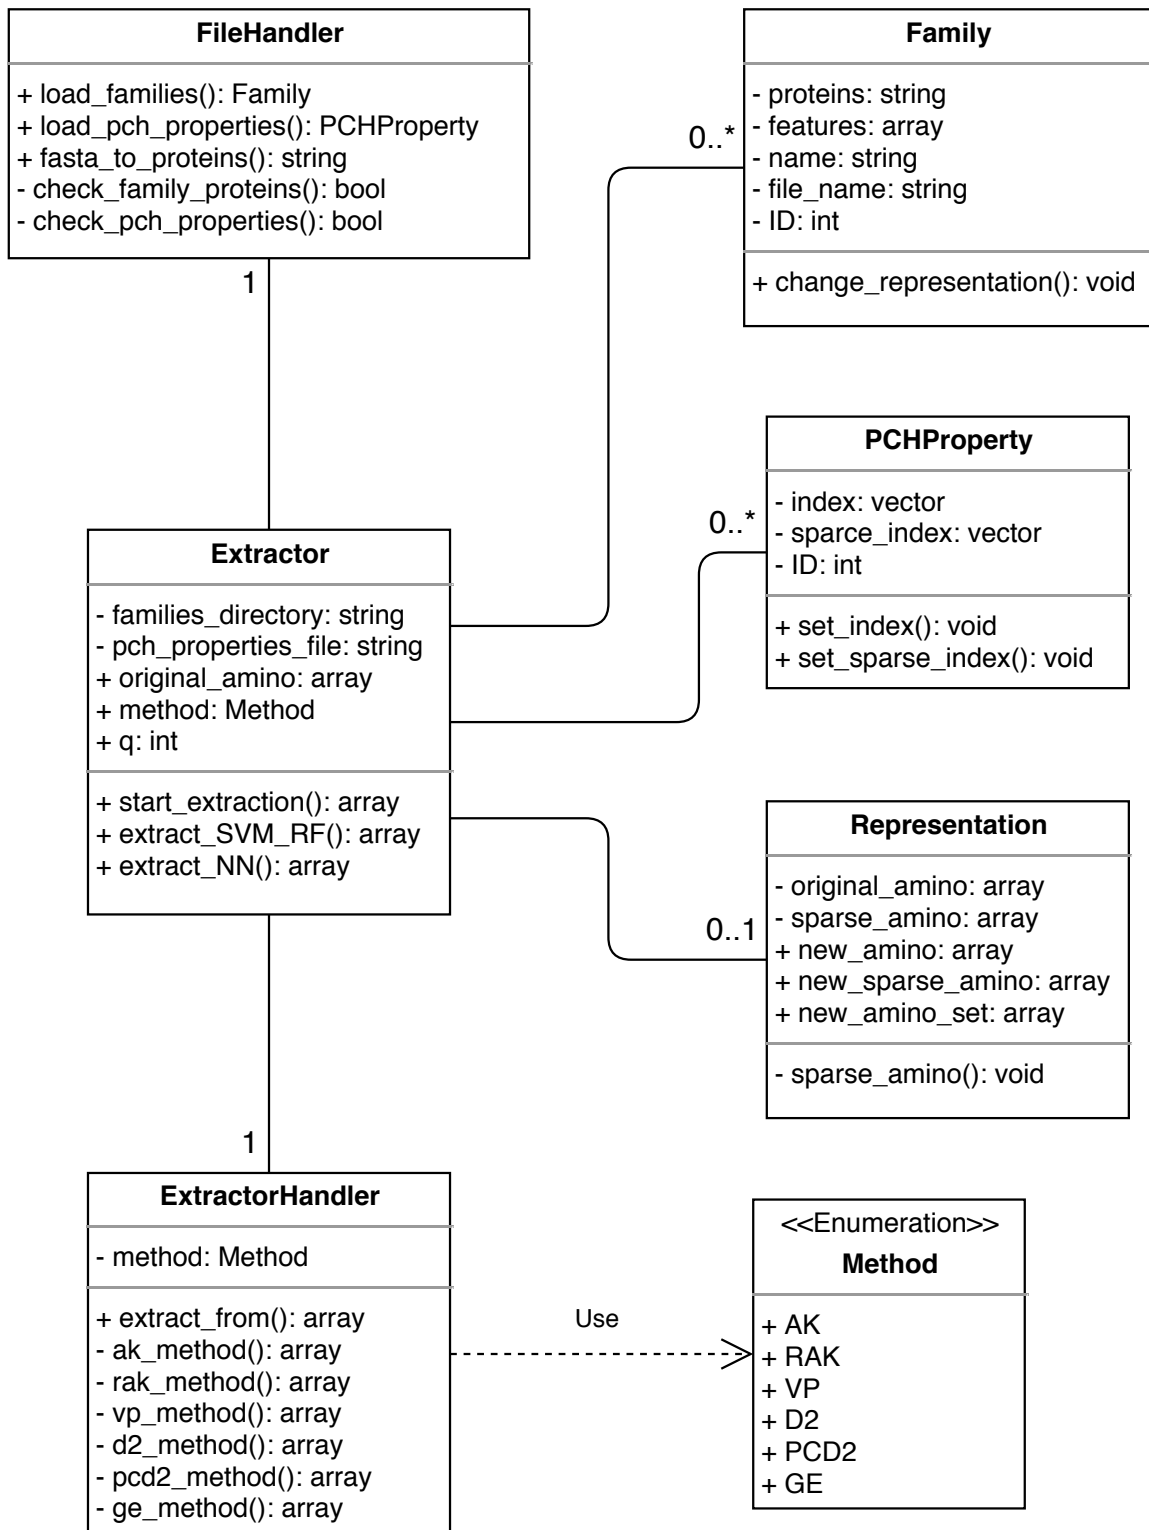 FileHandler
+ load_families(): Family
+ load_pch_properties(): PCHProperty
+ fasta_to_proteins(): string
- check_family_proteins(): bool
- check_pch_properties(): bool
1
Family
- proteins: string
- features: array
- name: string
- file_name: string
- ID: int
+ change_representation(): void
0..*
PCHProperty
- index: vector
- sparce_index: vector
- ID: int
+ set_index(): void
+ set_sparse_index(): void
0..*
Extractor
- families_directory: string
- pch_properties_file: string
+ original_amino: array
+ method: Method
+ q: int
+ start_extraction(): array
+ extract_SVM_RF(): array
+ extract_NN(): array
Representation
- original_amino: array
- sparse_amino: array
+ new_amino: array
+ new_sparse_amino: array
+ new_amino_set: array
- sparse_amino(): void
0..1
1
ExtractorHandler
- method: Method
+ extract_from(): array
- ak_method(): array
- rak_method(): array
- vp_method(): array
- d2_method(): array
- pcd2_method(): array
- ge_method(): array
Use
<<Enumeration>>
Method
+ AK
+ RAK
+ VP
+ D2
+ PCD2
+ GE